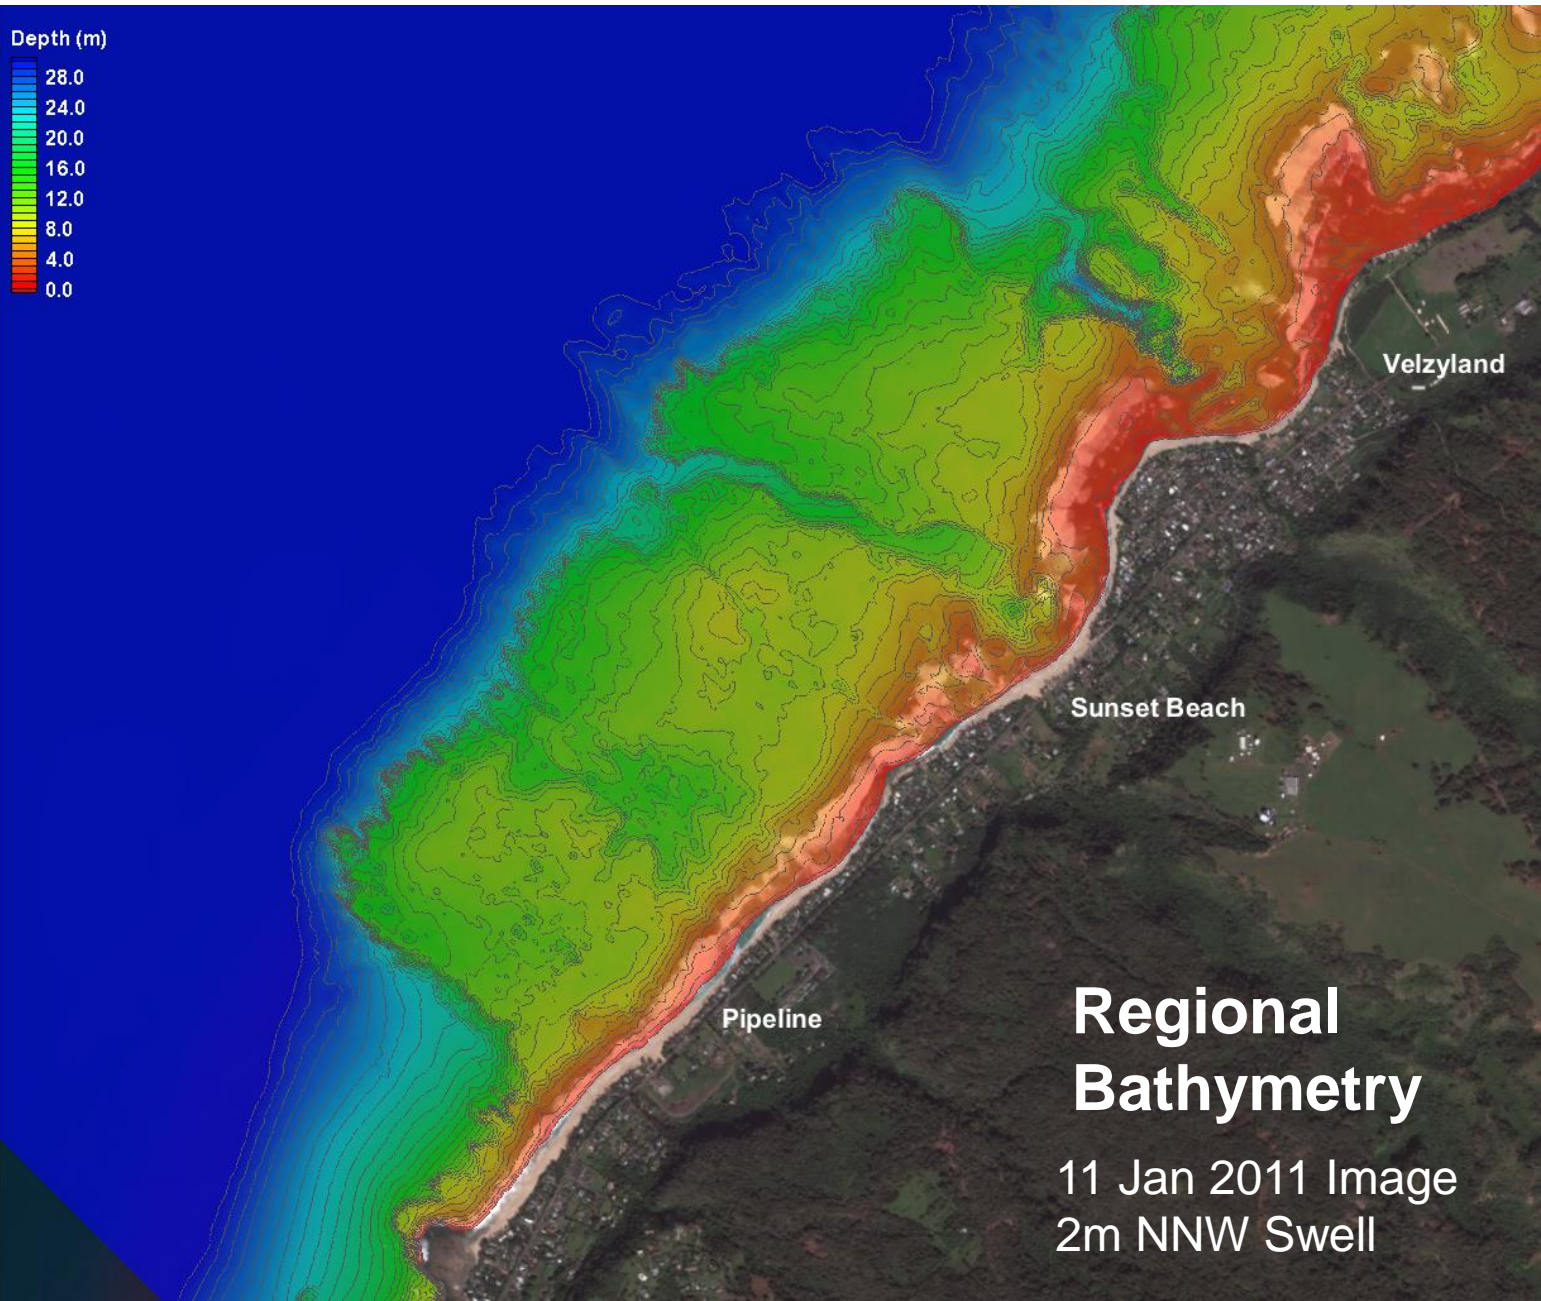 Depth (m)
28.0
24.0
20.0
16.0
12.0
8.0
4.0
0.0
Velzyland
Sunset Beach
Pipeline
Regional
Bathymetry
11 Jan 2011 Image
2m NNW Swell